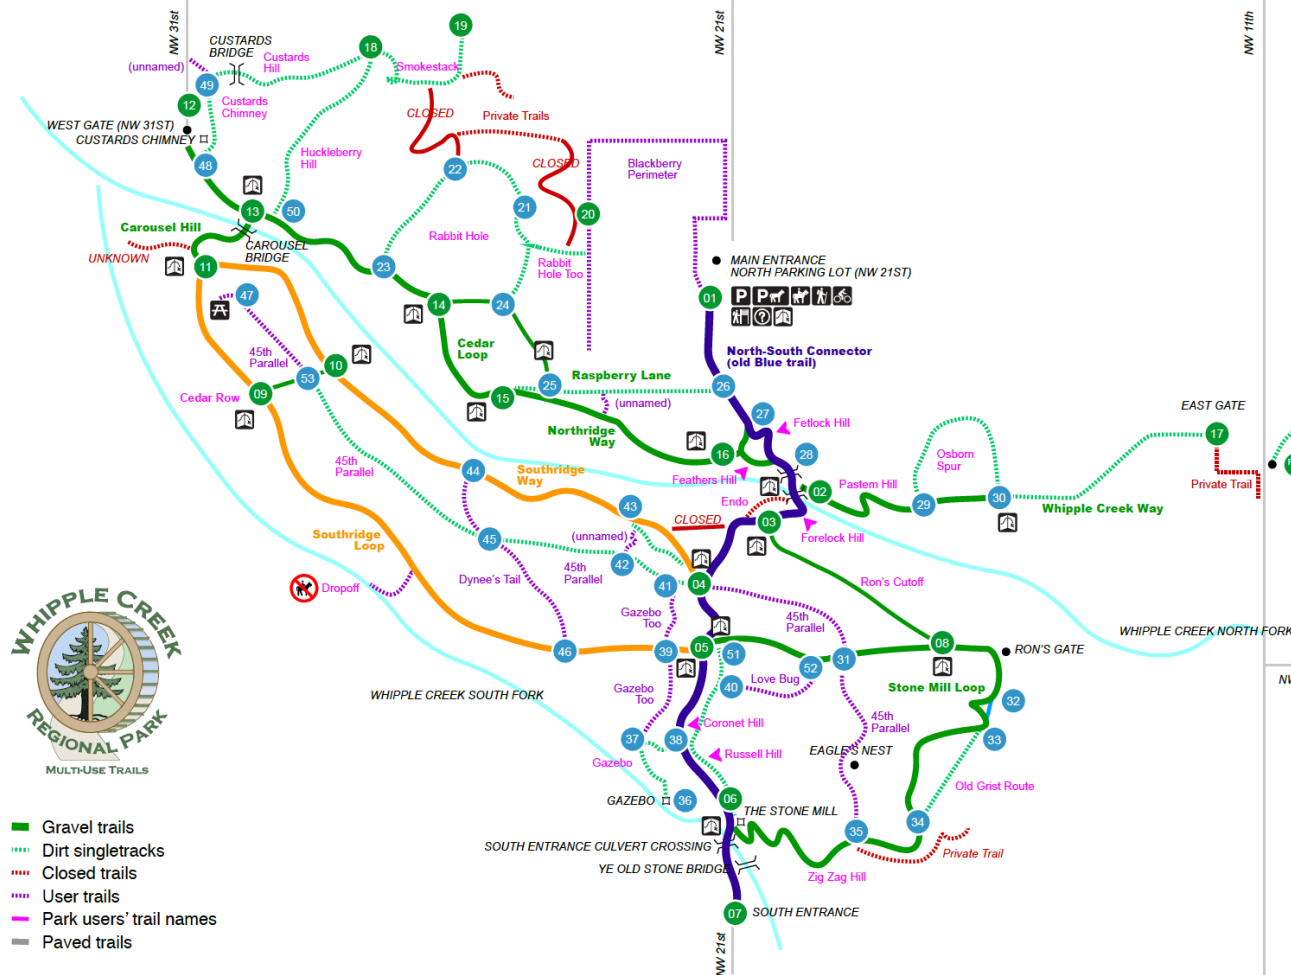 NW 31st
NW 21st
NW 11th
19
18
CUSTARDS
BRIDGE
Custards
Hill
(unnamed)
Smokestack
49
Custards
Chimney
12
CLOSED
Private Trails
WEST GATE (NW 31ST)
CUSTARDS CHIMNEY
Huckleberry
Hill
48
22
CLOSED
Blackberry
Perimeter
13
50
21
20
Carousel Hill
CAROUSEL
BRIDGE
UNKNOWN
Rabbit Hole
Rabbit
Hole Too
11
23
MAIN ENTRANCE
NORTH PARKING LOT (NW 21ST)
01
P
P
?
47
14
24
45th
Parallel
Cedar
Loop
North-South Connector
(old Blue trail)
10
53
09
Cedar Row
15
25
Raspberry Lane
26
(unnamed)
27
Fetlock Hill
EAST GATE
17
Northridge
Way
16
28
Osborn
Spur
45th
Parallel
44
Southridge
Way
Feathers Hill
Private Trail
02
Pastem Hill
29
30
Whipple Creek Way
43
Endo
CLOSED
03
Forelock Hill
Southridge
Loop
45
(unnamed)
42
45th
Parallel
Dynee's Tail
41
04
Ron's Cutoff
Dropoff
Gazebo
Too
45th
Parallel
WHIPPLE CREEK NORTH FORK
46
39
05
51
52
31
08
RON'S GATE
Love Bug
40
Stone Mill Loop
WHIPPLE CREEK SOUTH FORK
Gazebo
Too
32
Coronet Hill
45th
Parallel
37
38
33
EAGLE'S NEST
Russell Hill
Gazebo
Old Grist Route
GAZEBO
36
06
THE STONE MILL
34
35
SOUTH ENTRANCE CULVERT CROSSING
Private Trail
YE OLD STONE BRIDGE
Zig Zag Hill
07
SOUTH ENTRANCE
NW 21st
WHIPPLE CREEK
REGIONAL PARK
MULTI-USE TRAILS
Gravel trails
Dirt singletracks
Closed trails
User trails
Park users' trail names
Paved trails